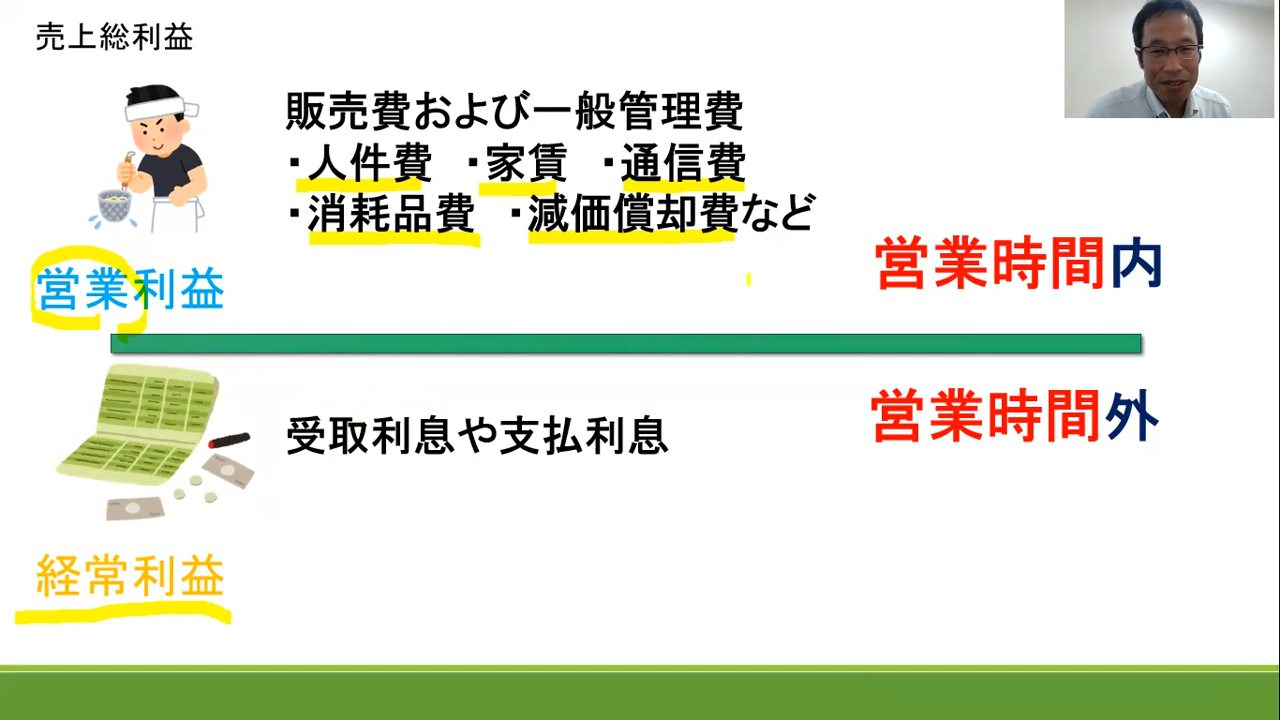 売上総利益
販売費および一般管理費
・人件費　・家賃　・通信費
・消耗品費　・減価償却費など
営業時間内
営業利益
営業時間外
受取利息や支払利息
経常利益